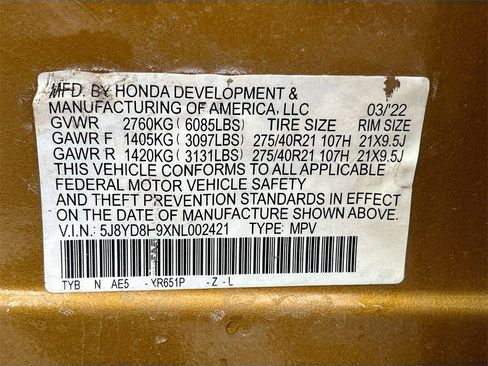 MFD. BY HONDA DEVELOPMENT &
MANUFACTURING OF AMERICA, LLC 03/'22
GVWR 2760KG (6085LBS) TIRE SIZE RIM SIZE
GAWR F 1405KG (3097LBS) 275/40R21 107H 21X9.5J
GAWR R 1420KG (3131LBS) 275/40R21 107H 21X9.5J
THIS VEHICLE CONFORMS TO ALL APPLICABLE
FEDERAL MOTOR VEHICLE SAFETY
AND THEFT PREVENTION STANDARDS IN EFFECT
ON THE DATE OF MANUFACTURE SHOWN ABOVE.
V.I.N.: 5J8YD8 9XNL002421 TYPE: MPV
TYB N AE5 - R651P - Z - L